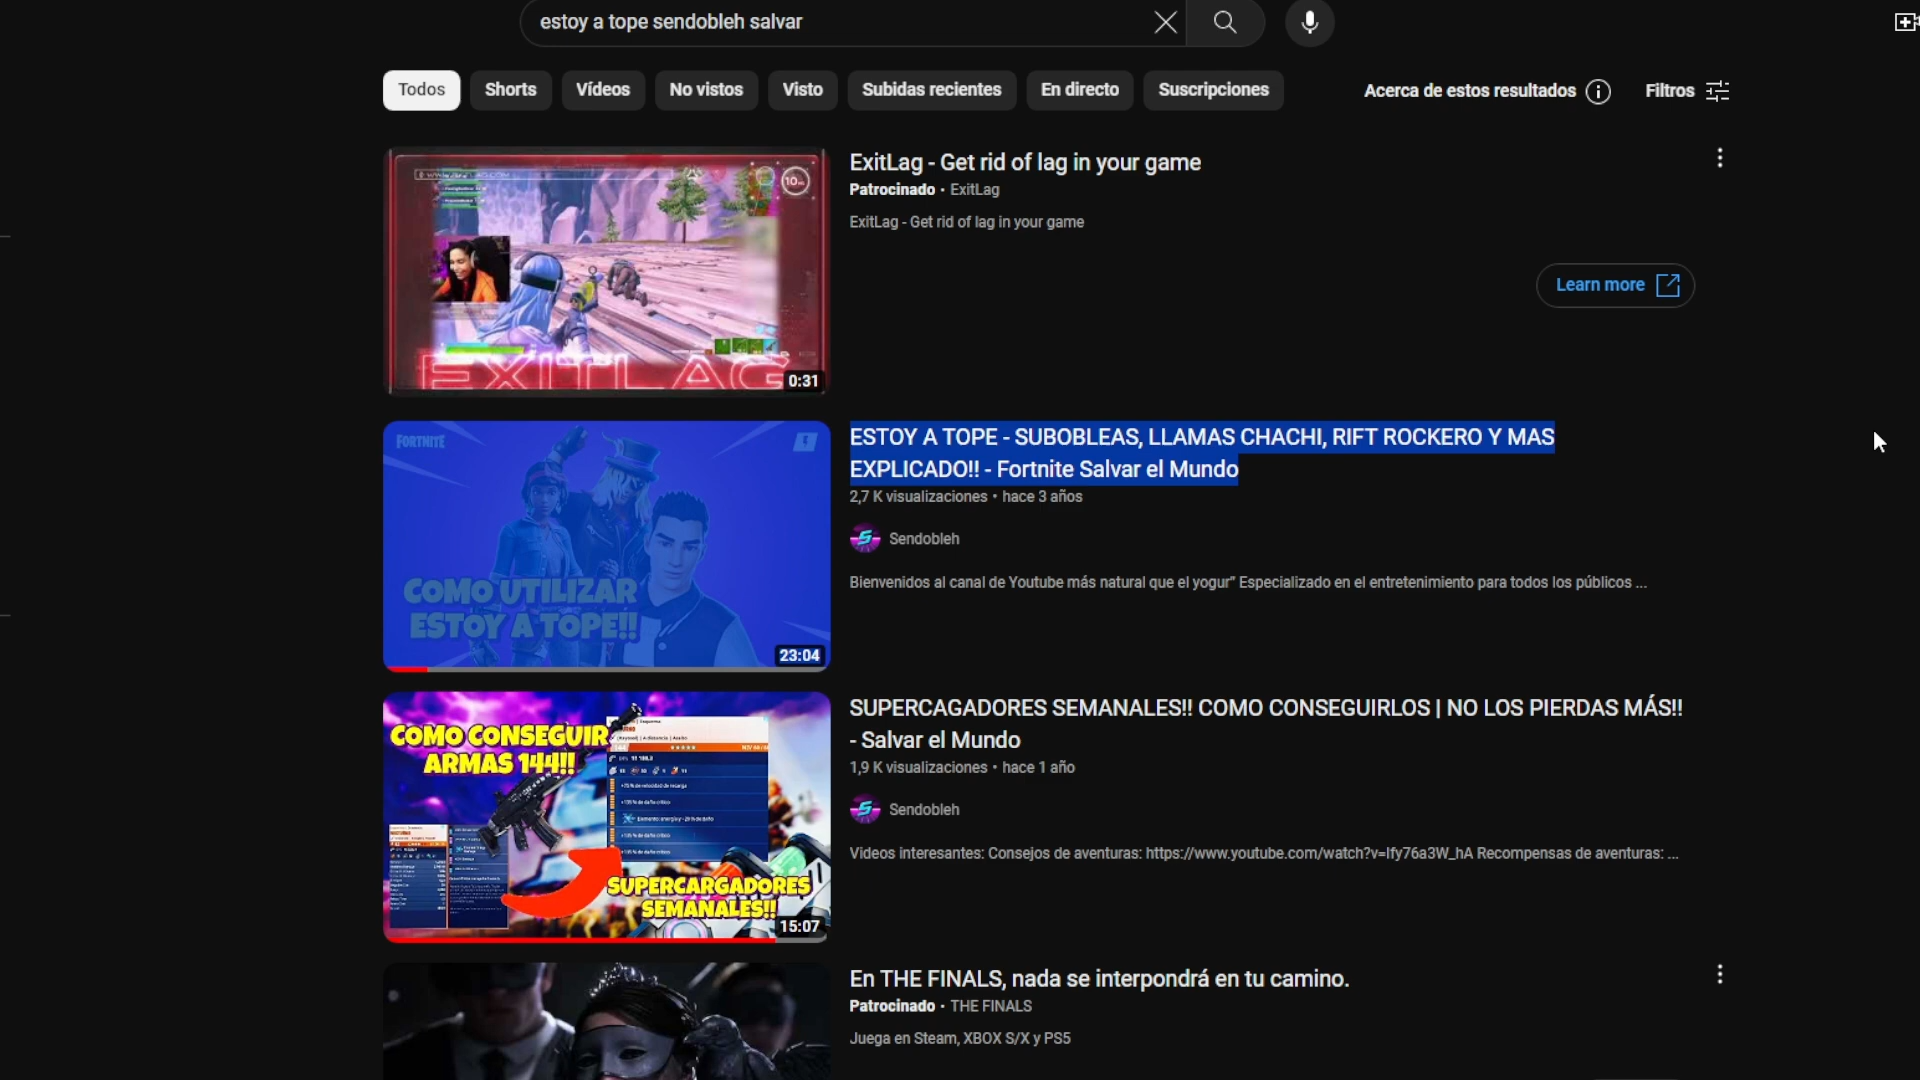 estoy a tope sendobleh salvar
Todos
Shorts
Vídeos
No vistos
Visto
Subidas recientes
En directo
Suscripciones
Acerca de estos resultados
Filtros
10
EXITLAG
0:31
ExitLag - Get rid of lag in your game
Patrocinado • ExitLag
ExitLag - Get rid of lag in your game
Learn more
FORTNITE
COMO UTILIZAR
ESTOY A TOPE!!
23:04
ESTOY A TOPE - SUBOBLEAS, LLAMAS CHACHI, RIFT ROCKERO Y MAS
EXPLICADO!! - Fortnite Salvar el Mundo
2,7 K visualizaciones • hace 3 años
Sendobleh
Bienvenidos al canal de Youtube más natural que el yogur" Especializado en el entretenimiento para todos los públicos ...
COMO CONSEGUIR
ARMAS 144!!
144
SUPERCARGADORES
SEMANALES!!
15:07
SUPERCAGADORES SEMANALES!! COMO CONSEGUIRLOS | NO LOS PIERDAS MÁS!!
- Salvar el Mundo
1,9 K visualizaciones • hace 1 año
Sendobleh
Videos interesantes: Consejos de aventuras: https://www.youtube.com/watch?v=Ify76a3W_hA Recompensas de aventuras: ...
En THE FINALS, nada se interpondrá en tu camino.
Patrocinado • THE FINALS
Juega en Steam, XBOX S/X y PS5